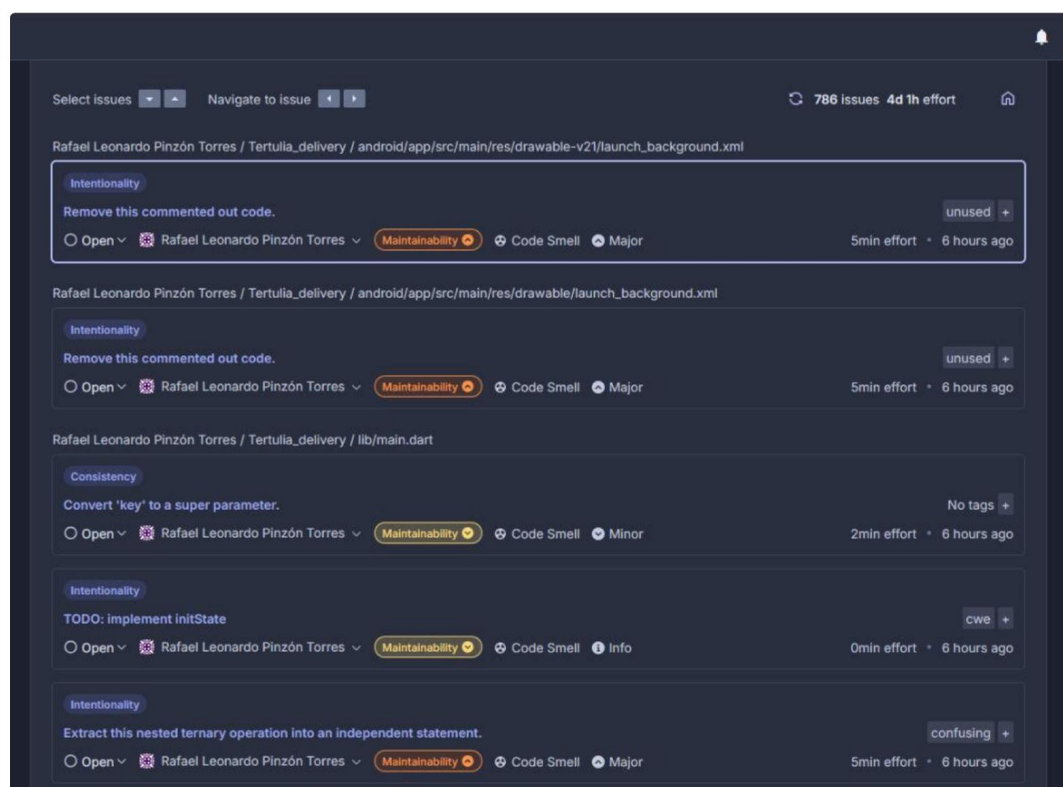 Select issues Navigate to issue 786 issues 4d 1h effort
Rafael Leonardo Pinzón Torres / Tertulia_delivery / android/app/src/main/res/drawable-v21/launch_background.xml
Intentionality
Remove this commented out code. unused +
Open Rafael Leonardo Pinzón Torres Maintainability Code Smell Major 5min effort • 6 hours ago
Rafael Leonardo Pinzón Torres / Tertulia_delivery / android/app/src/main/res/drawable/launch_background.xml
Intentionality
Remove this commented out code. unused +
Open Rafael Leonardo Pinzón Torres Maintainability Code Smell Major 5min effort • 6 hours ago
Rafael Leonardo Pinzón Torres / Tertulia_delivery / lib/main.dart
Consistency
Convert 'key' to a super parameter. No tags +
Open Rafael Leonardo Pinzón Torres Maintainability Code Smell Minor 2min effort • 6 hours ago
Intentionality
TODO: implement initState cwe +
Open Rafael Leonardo Pinzón Torres Maintainability Code Smell Info 0min effort • 6 hours ago
Intentionality
Extract this nested ternary operation into an independent statement. confusing +
Open Rafael Leonardo Pinzón Torres Maintainability Code Smell Major 5min effort • 6 hours ago